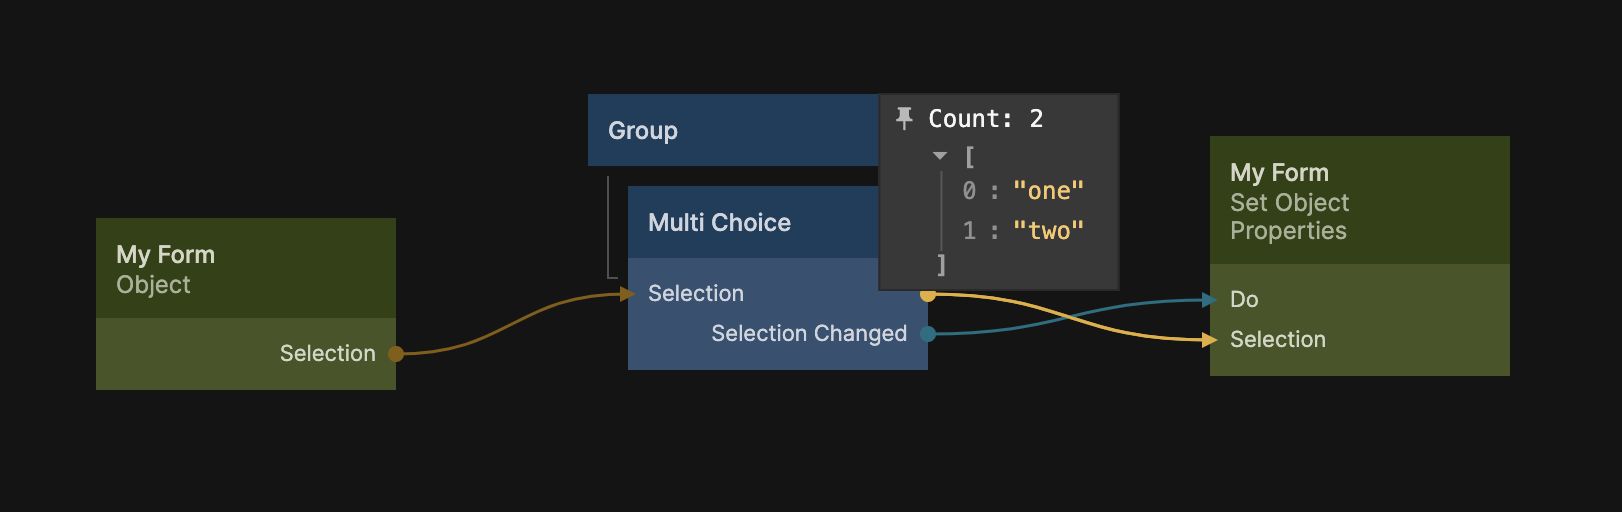 My Form
Object
Selection
Group
Multi Choice
Selection
Selection Changed
Count: 2
[
0 : "one"
1 : "two"
]
My Form
Set Object
Properties
Do
Selection